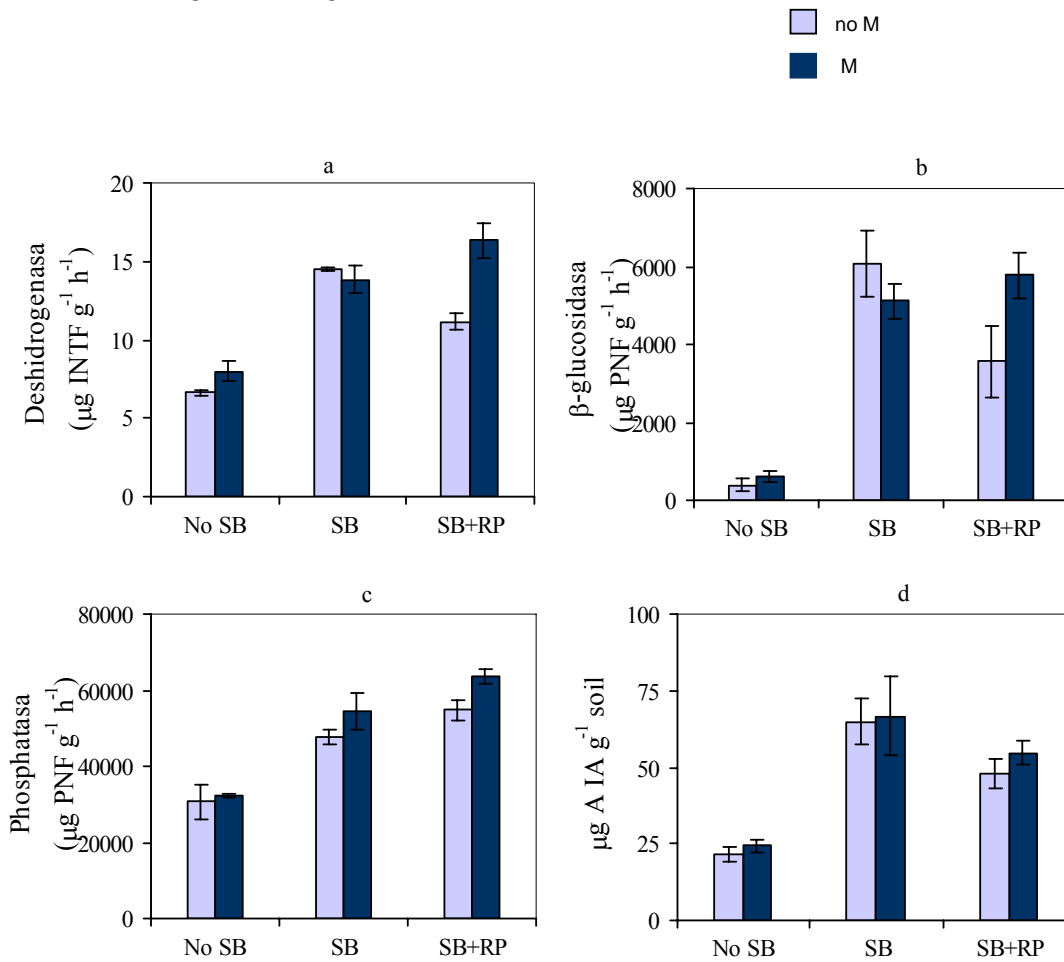 no M
M
a
20
15
10
5
0
Deshidrogenasa
(µg INTF g-1 h-1)
No SB
SB
SB+RP
b
8000
6000
4000
2000
0
β-glucosidasa
(µg PNF g-1 h-1)
No SB
SB
SB+RP
c
80000
60000
40000
20000
0
Phosphatasa
(µg PNF g-1 h-1)
No SB
SB
SB+RP
d
100
75
50
25
0
µg A IA g-1 soil
No SB
SB
SB+RP